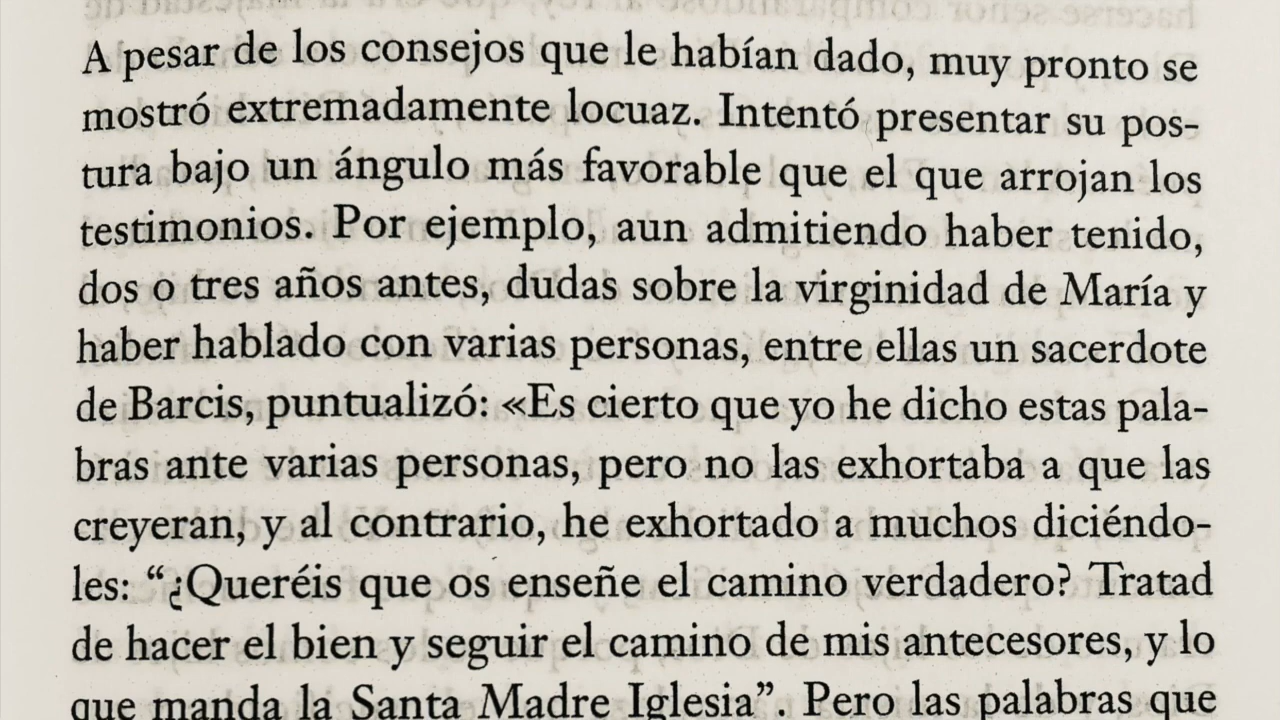 A pesar de los consejos que le habían dado, muy pronto se
mostró extremadamente locuaz. Intentó presentar su pos-
tura bajo un ángulo más favorable que el que arrojan los
testimonios. Por ejemplo, aun admitiendo haber tenido,
dos o tres años antes, dudas sobre la virginidad de María y
haber hablado con varias personas, entre ellas un sacerdote
de Barcis, puntualizó: «Es cierto que yo he dicho estas pala-
bras ante varias personas, pero no las exhortaba a que las
creyeran, y al contrario, he exhortado a muchos diciéndo-
les: “¿Queréis que os enseñe el camino verdadero? Tratad
de hacer el bien y seguir el camino de mis antecesores, y lo
que manda la Santa Madre Iglesia”. Pero las palabras que